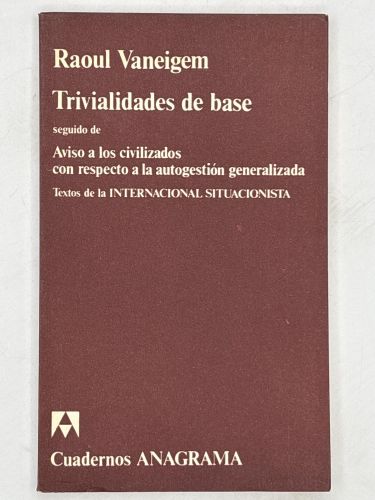 Raoul Vaneigem
Trivialidades de base
seguido de
Aviso a los civilizados
con respecto a la autogestión generalizada
Textos de la INTERNACIONAL SITUACIONISTA
Cuadernos ANAGRAMA